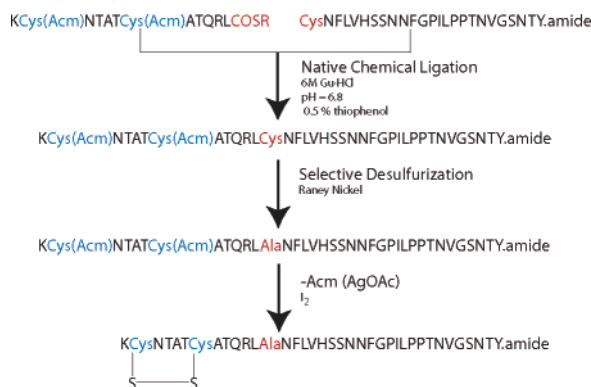 KCys(Acm)NTATCys(Acm)ATQRLCOSR CysNFLVHSSNNFGPILPPTNVGSNTY.amide
Native Chemical Ligation
6M Gu·HCl
pH – 6.8
0.5 % thiophenol
KCys(Acm)NTATCys(Acm)ATQRLCysNFLVHSSNNFGPILPPTNVGSNTY.amide
Selective Desulfurization
Raney Nickel
KCys(Acm)NTATCys(Acm)ATQRLAlaNFLVHSSNNFGPILPPTNVGSNTY.amide
-Acm (AgOAc)
I₂
KCysNTATCysATQRLAlaNFLVHSSNNFGPILPPTNVGSNTY.amide
S S